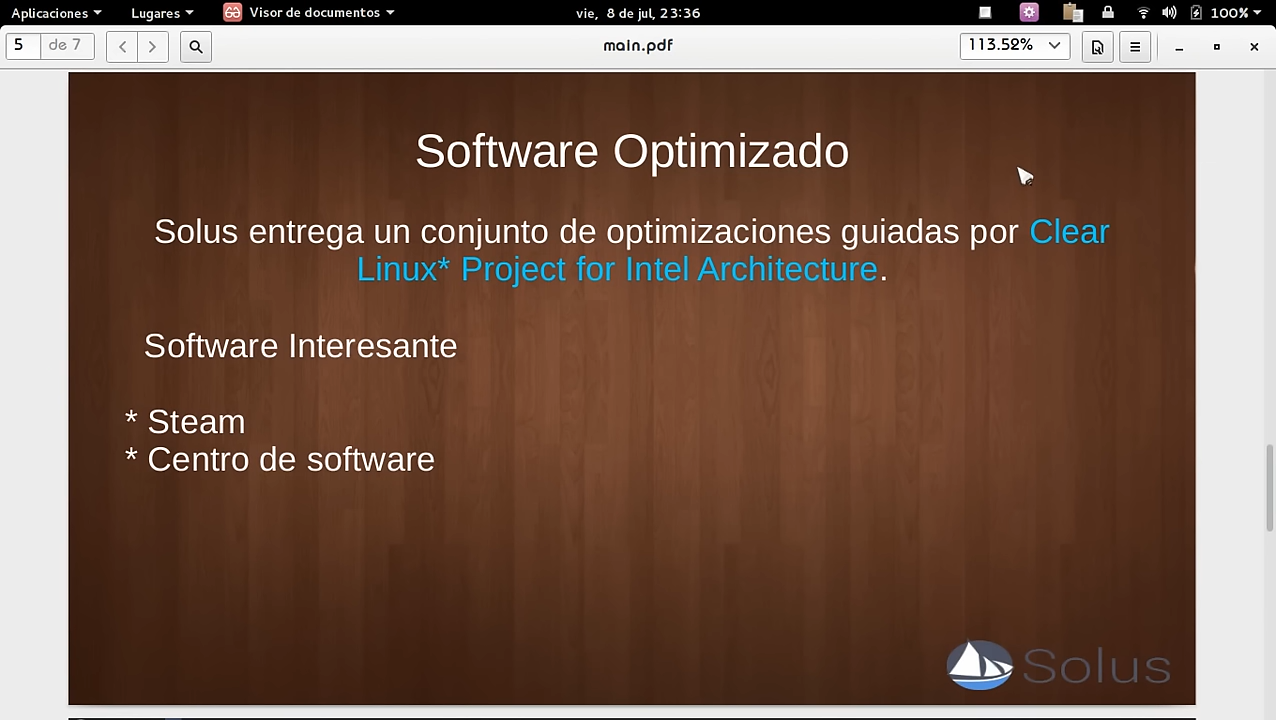 Aplicaciones Lugares Visor de documentos vie, 8 de jul, 23:36 100%
5 de 7 main.pdf 113.52%
Software Optimizado
Solus entrega un conjunto de optimizaciones guiadas por Clear
Linux* Project for Intel Architecture.
Software Interesante
* Steam
* Centro de software
Solus